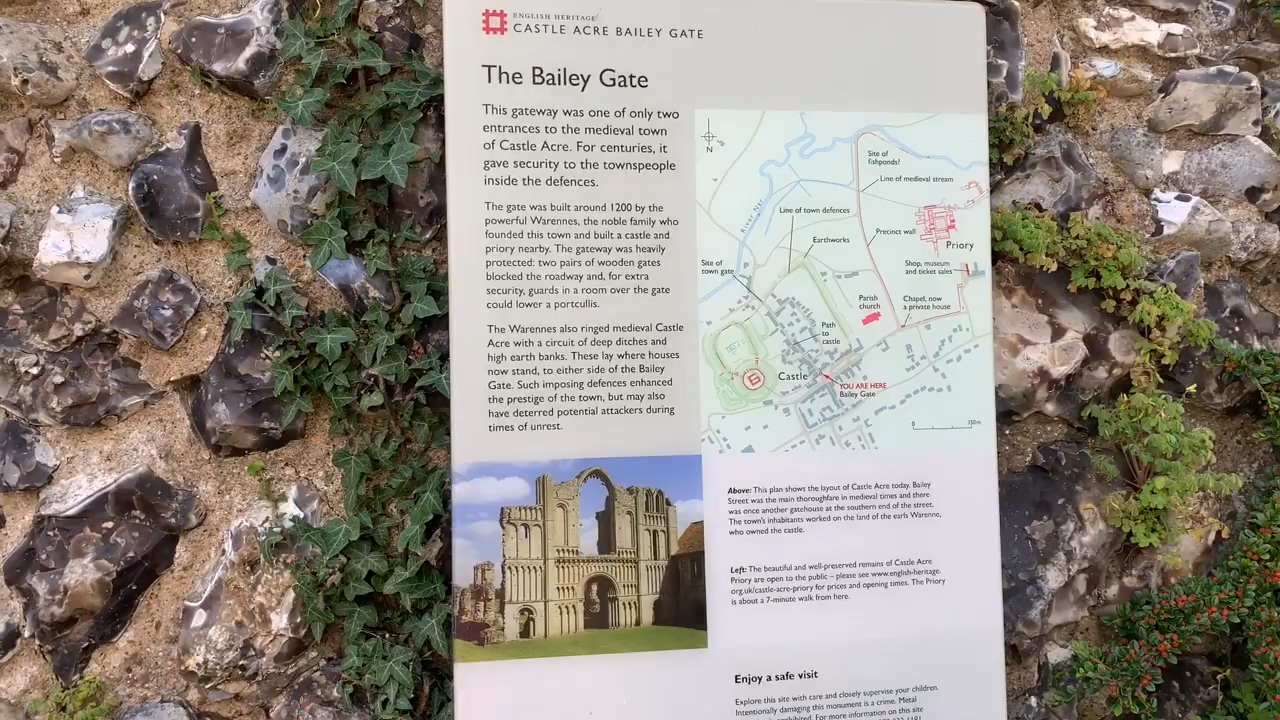 ENGLISH HERITAGE
CASTLE ACRE BAILEY GATE
The Bailey Gate
This gateway was one of only two
entrances to the medieval town
of Castle Acre. For centuries, it
gave security to the townspeople
inside the defences.
The gate was built around 1200 by the
powerful Warennes, the noble family who
founded this town and built a castle and
priory nearby. The gateway was heavily
protected: two pairs of wooden gates
blocked the roadway and, for extra
security, guards in a room over the gate
could lower a portcullis.
The Warennes also ringed medieval Castle
Acre with a circuit of deep ditches and
high earth banks. These lay where houses
now stand, to either side of the Bailey
Gate. Such imposing defences enhanced
the prestige of the town, but may also
have deterred potential attackers during
times of unrest.
N
Site of
fishponds?
Line of medieval stream
River Nar
Line of town defences
Precinct wall
Priory
Earthworks
Site of
town gate
Shop, museum
and ticket sales
Parish
church
Chapel, now
a private house
Path
to
castle
Castle
YOU ARE HERE
Bailey Gate
0 150m
Above: This plan shows the layout of Castle Acre today. Bailey
Street was the main thoroughfare in medieval times and there
was once another gatehouse at the southern end of the street.
The town's inhabitants worked on the land of the earls Warenne,
who owned the castle.
Left: The beautiful and well-preserved remains of Castle Acre
Priory are open to the public – please see www.english-heritage.
org.uk/castle-acre-priory for prices and opening times. The Priory
is about a 7-minute walk from here.
Enjoy a safe visit
Explore this site with care and closely supervise your children.
Intentionally damaging this monument is a crime. Metal
prohibited. For more information on this site